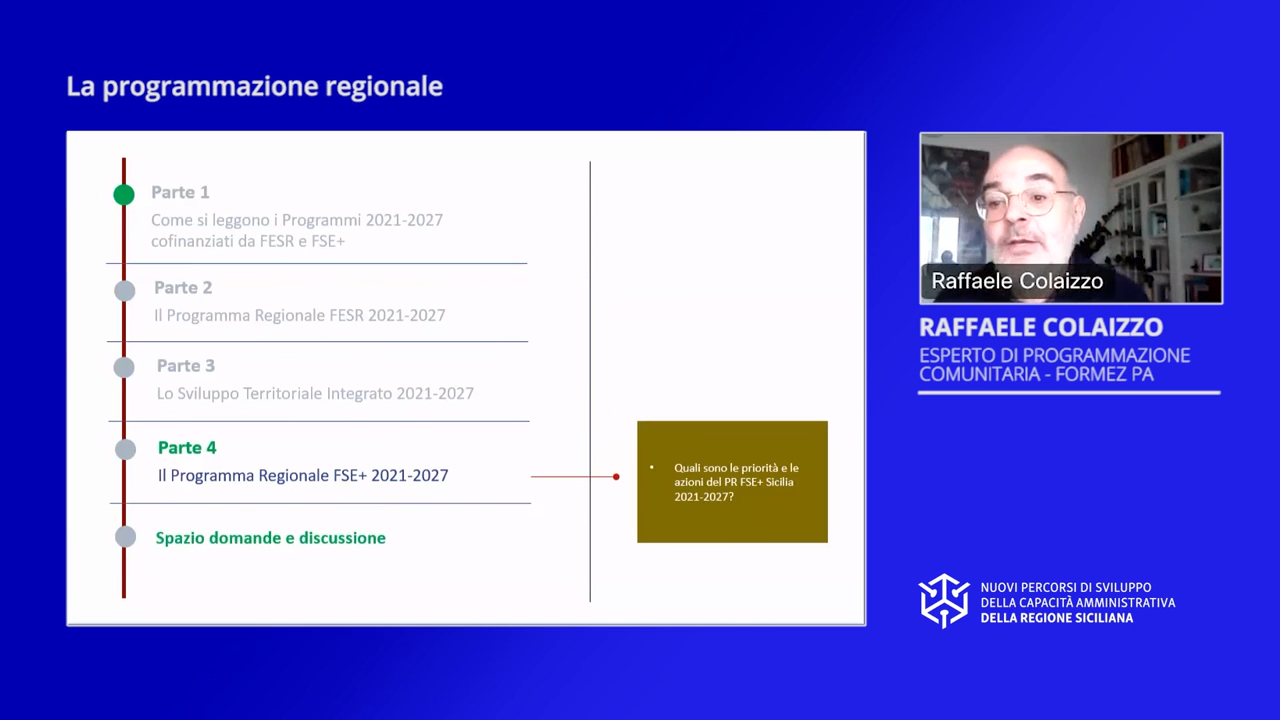 La programmazione regionale
Parte 1
Come si leggono i Programmi 2021-2027
cofinanziati da FESR e FSE+
Parte 2
Il Programma Regionale FESR 2021-2027
Parte 3
Lo Sviluppo Territoriale Integrato 2021-2027
Parte 4
Il Programma Regionale FSE+ 2021-2027
Spazio domande e discussione
• Quali sono le priorità e le
azioni del PR FSE+ Sicilia
2021-2027?
Raffaele Colaizzo
RAFFAELE COLAIZZO
ESPERTO DI PROGRAMMAZIONE
COMUNITARIA - FORMEZ PA
NUOVI PERCORSI DI SVILUPPO
DELLA CAPACITÀ AMMINISTRATIVA
DELLA REGIONE SICILIANA